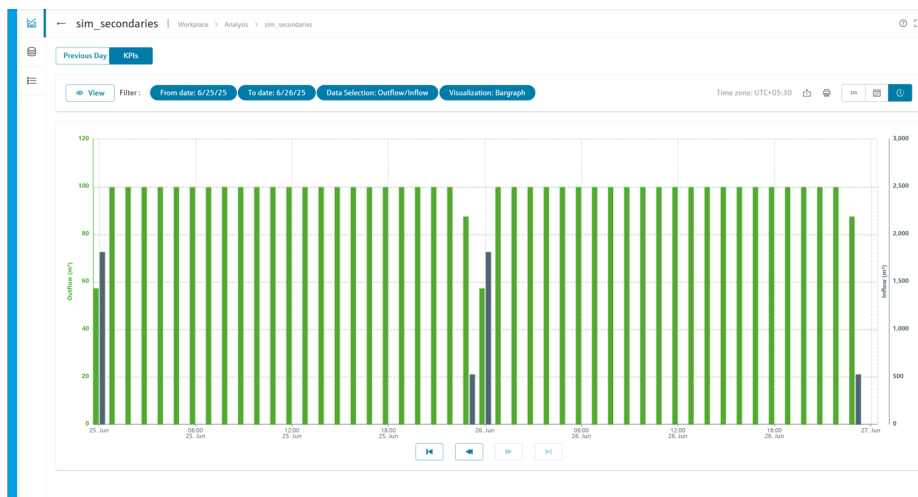 ← sim_secondaries | Workplace > Analysis > sim_secondaries
Previous Day KPIs
View Filter : From date: 6/25/25 To date: 6/26/25 Data Selection: Outflow/Inflow Visualization: Bargraph Time zone: UTC+05:30
120 3,000
100 2,500
80 2,000
Outflow (m³) Inflow (m³)
60 1,500
40 1,000
20 500
0 0
25. Jun 06:00 12:00 18:00 26. Jun 06:00 12:00 18:00 27. Jun
25. Jun 25. Jun 25. Jun 26. Jun 26. Jun 26. Jun